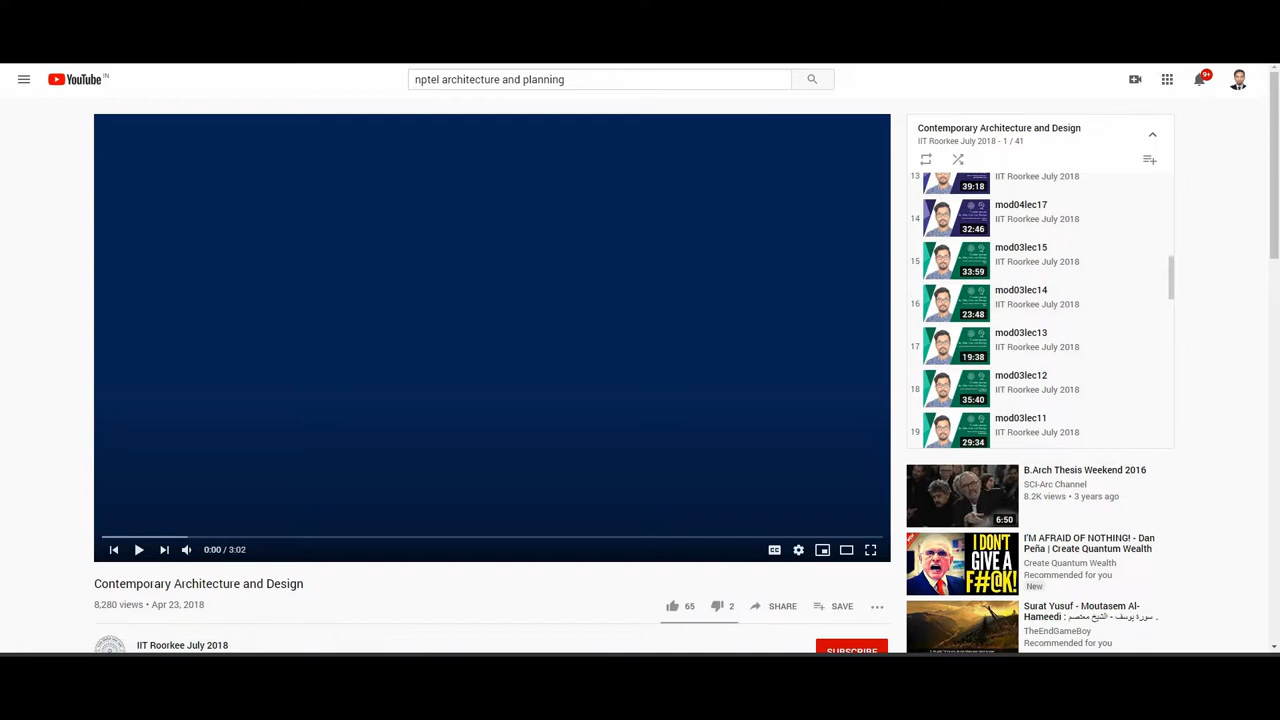 YouTube IN
nptel architecture and planning
9+
Contemporary Architecture and Design
IIT Roorkee July 2018 - 1 / 41
13
39:18
IIT Roorkee July 2018
14
32:46
mod04lec17
IIT Roorkee July 2018
15
33:59
mod03lec15
IIT Roorkee July 2018
16
23:48
mod03lec14
IIT Roorkee July 2018
17
19:38
mod03lec13
IIT Roorkee July 2018
18
35:40
mod03lec12
IIT Roorkee July 2018
19
29:34
mod03lec11
IIT Roorkee July 2018
0:00 / 3:02
CC
Contemporary Architecture and Design
8,280 views • Apr 23, 2018
65
2
SHARE
SAVE
IIT Roorkee July 2018
SUBSCRIBE
6:50
B.Arch Thesis Weekend 2016
SCI-Arc Channel
8.2K views • 3 years ago
I DON'T
GIVE A
F#@K!
I'M AFRAID OF NOTHING! - Dan
Peña | Create Quantum Wealth
Create Quantum Wealth
Recommended for you
New
Surat Yusuf - Moutasem Al-
Hameedi : سورة يوسف - الشيخ معتصم .
TheEndGameBoy
Recommended for you